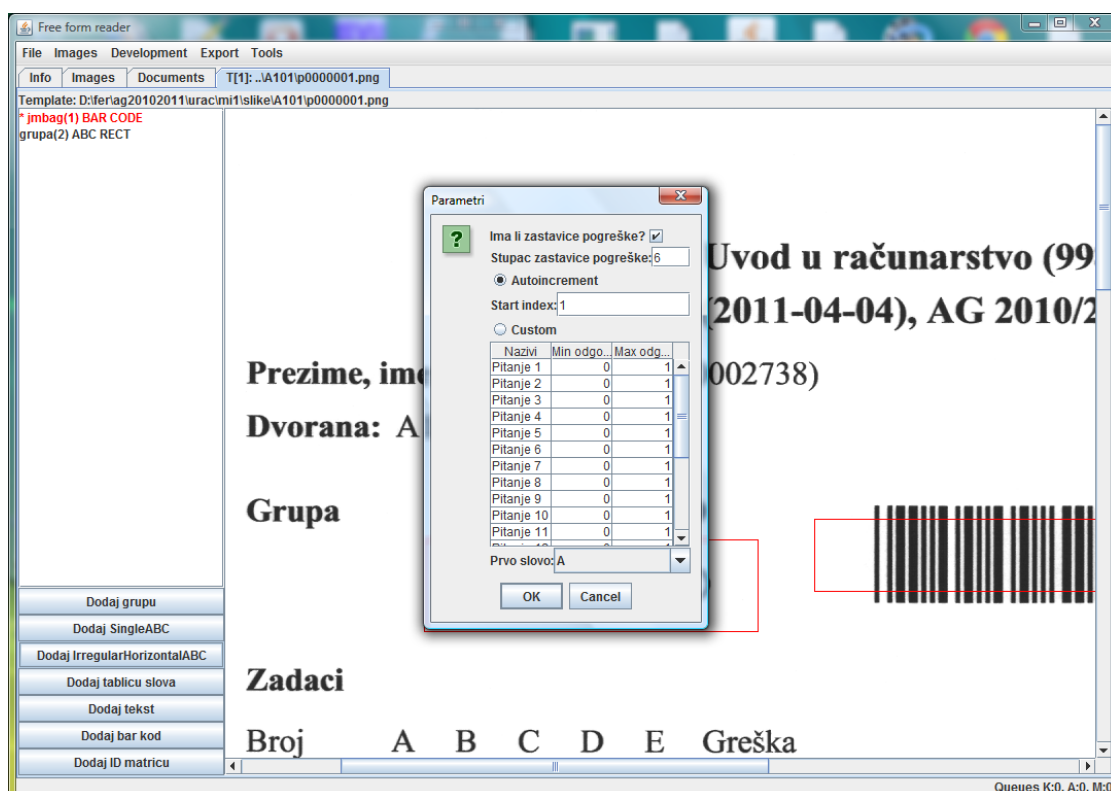 Free form reader
File Images Development Export Tools
Info Images Documents T[1]: ..\A101\p0000001.png
Template: D:\fer\ag20102011\urac\mi1\slike\A101\p0000001.png
* jmbag(1) BAR CODE
grupa(2) ABC RECT
Dodaj grupu
Dodaj SingleABC
Dodaj IrregularHorizontalABC
Dodaj tablicu slova
Dodaj tekst
Dodaj bar kod
Dodaj ID matricu
Uvod u računarstvo (99
(2011-04-04), AG 2010/2
Prezime, ime 002738)
Dvorana: A
Grupa
Zadaci
Broj A B C D E Greška
Parametri
Ima li zastavice pogreške?
Stupac zastavice pogreške: 6
Autoincrement
Start index: 1
Custom
Nazivi Min odgo... Max odg...
Pitanje 1 0 1
Pitanje 2 0 1
Pitanje 3 0 1
Pitanje 4 0 1
Pitanje 5 0 1
Pitanje 6 0 1
Pitanje 7 0 1
Pitanje 8 0 1
Pitanje 9 0 1
Pitanje 10 0 1
Pitanje 11 0 1
Prvo slovo: A
OK Cancel
Queues K:0, A:0, M:0